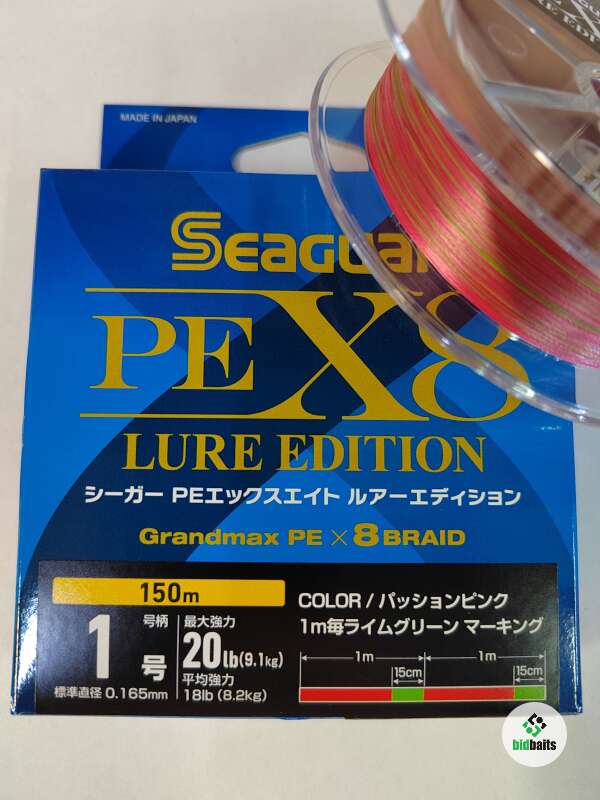 MADE IN JAPAN
SEAGUAR
PE X8
LURE EDITION
シーガー PEエックスエイト ルアーエディション
Grandmax PE × 8 BRAID
150m
1 号柄
号
標準直径 0.165mm
最大強力
20lb(9.1kg)
平均強力
18lb (8.2kg)
COLOR / パッションピンク
1m毎ライムグリーン マーキング
1m 1m
15cm 15cm
bidbaits